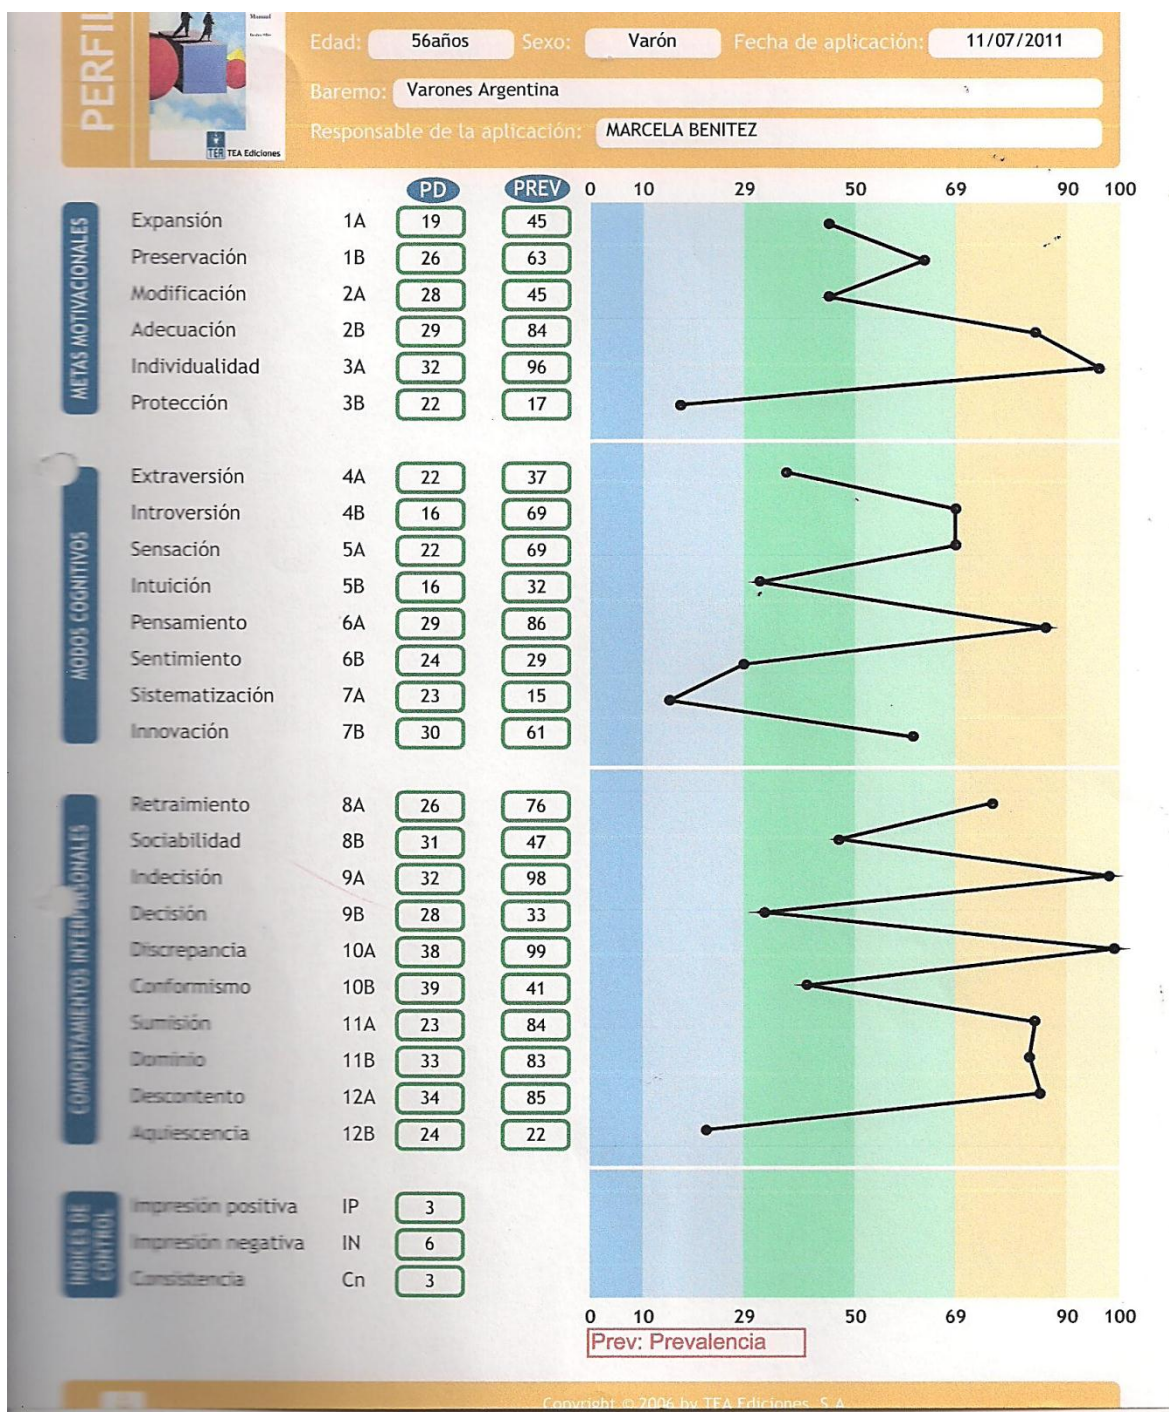 PERFIL
Manual
TEA TEA Ediciones
Edad: 56años Sexo: Varón Fecha de aplicación: 11/07/2011
Baremo: Varones Argentina
Responsable de la aplicación: MARCELA BENITEZ
PD PREV 0 10 29 50 69 90 100
METAS MOTIVACIONALES
Expansión 1A 19 45
Preservación 1B 26 63
Modificación 2A 28 45
Adecuación 2B 29 84
Individualidad 3A 32 96
Protección 3B 22 17
MODOS COGNITIVOS
Extraversión 4A 22 37
Introversión 4B 16 69
Sensación 5A 22 69
Intuición 5B 16 32
Pensamiento 6A 29 86
Sentimiento 6B 24 29
Sistematización 7A 23 15
Innovación 7B 30 61
COMPORTAMIENTOS INTERPERSONALES
Retraimiento 8A 26 76
Sociabilidad 8B 31 47
Indecisión 9A 32 98
Decisión 9B 28 33
Discrepancia 10A 38 99
Conformismo 10B 39 41
Sumisión 11A 23 84
Dominio 11B 33 83
Descontento 12A 34 85
Aquiescencia 12B 24 22
INDICES DE CONTROL
Impresión positiva IP 3
Impresión negativa IN 6
Consistencia Cn 3
0 10 29 50 69 90 100
Prev: Prevalencia
Copyright © 2006 by TEA Ediciones, S.A.